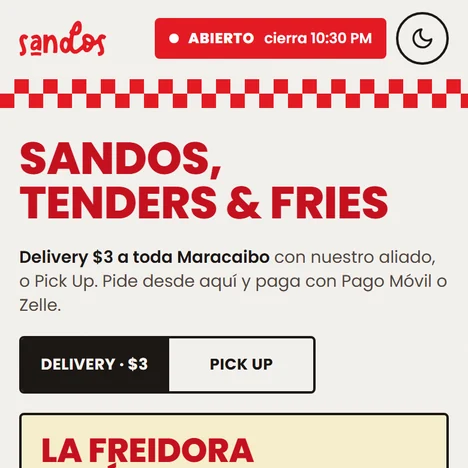 sandos
ABIERTO cierra 10:30 PM
SANDOS,
TENDERS & FRIES
Delivery $3 a toda Maracaibo con nuestro aliado,
o Pick Up. Pide desde aquí y paga con Pago Móvil o
Zelle.
DELIVERY · $3
PICK UP
LA FREIDORA